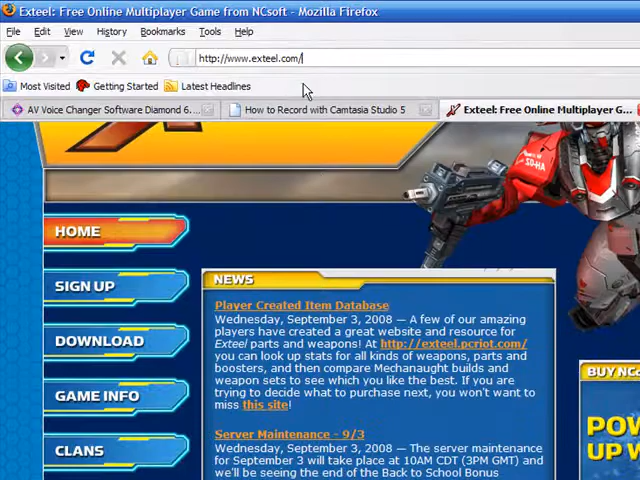 Exteel: Free Online Multiplayer Game from NCsoft - Mozilla Firefox
File Edit View History Bookmarks Tools Help
http://www.exteel.com/
Most Visited Getting Started Latest Headlines
AV Voice Changer Software Diamond 6.... How to Record with Camtasia Studio 5 Exteel: Free Online Multiplayer G...
HOME
SIGN UP
DOWNLOAD
GAME INFO
CLANS
NEWS
Player Created Item Database
Wednesday, September 3, 2008 — A few of our amazing
players have created a great website and resource for
Exteel parts and weapons! At http://exteel.pcriot.com/
you can look up stats for all kinds of weapons, parts and
boosters, and then compare Mechanaught builds and
weapon sets to see which you like the best. If you are
trying to decide what to purchase next, you won't want to
miss this site!
Server Maintenance - 9/3
Wednesday, September 3, 2008 — The server maintenance
for September 3 will take place at 10AM CDT (3PM GMT) and
we'll be seeing the end of the Back to School Bonus
BUY NC
POW
UP W